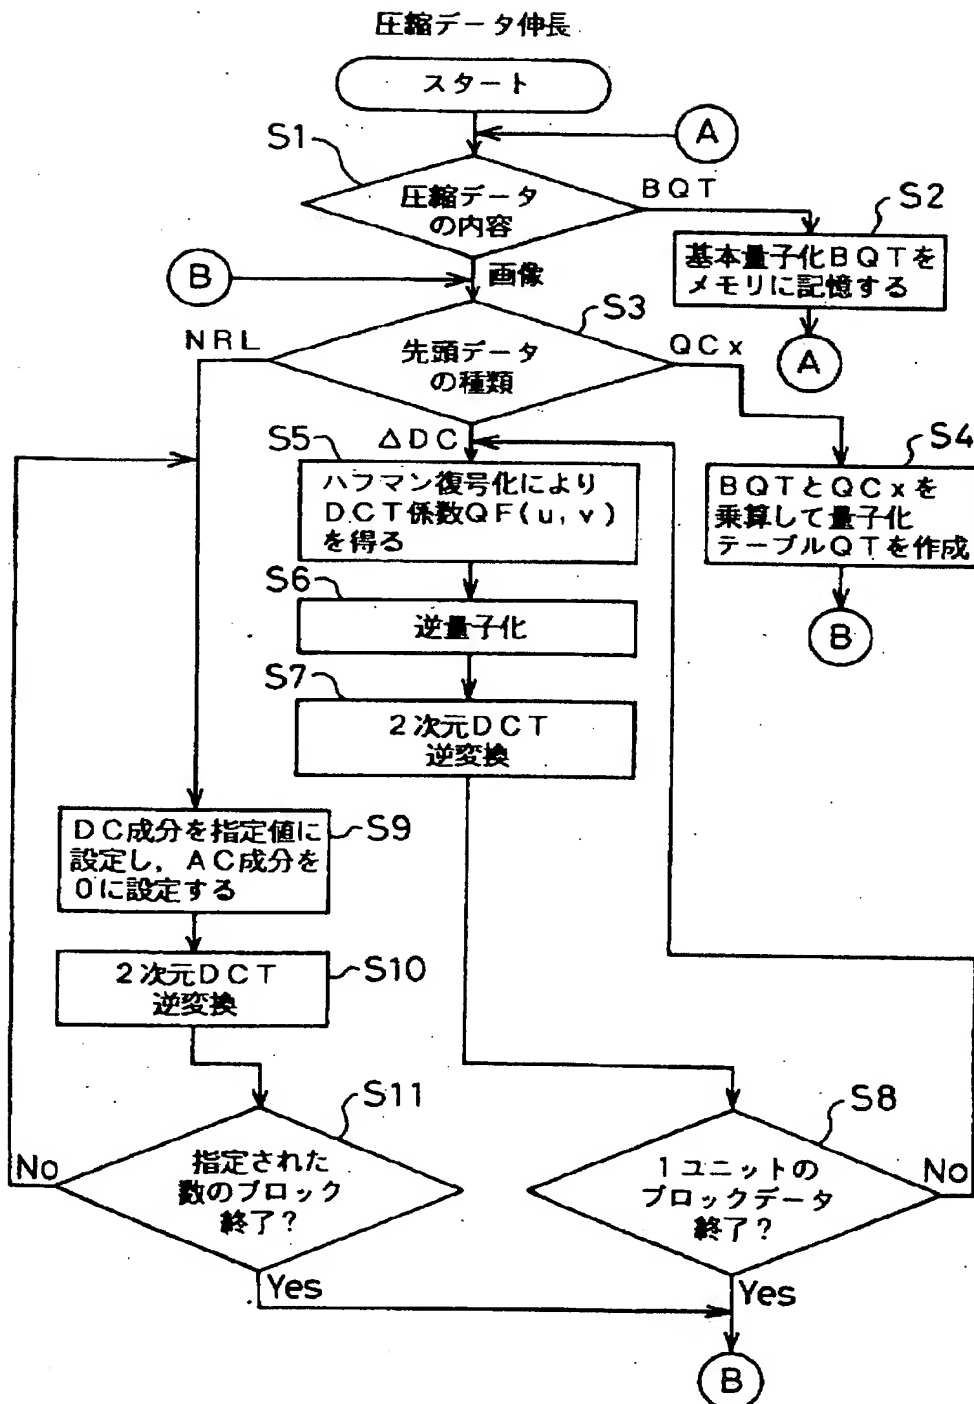 圧縮データ伸長
スタート
A
S1
圧縮データ
の内容
BQT
S2
基本量子化BQTを
メモリに記憶する
A
B
画像
S3
NRL
先頭データ
の種類
QCx
ΔDC
S5
ハフマン復号化により
DCT係数QF(u,v)
を得る
S4
BQTとQCxを
乗算して量子化
テーブルQTを作成
B
S6
逆量子化
S7
2次元DCT
逆変換
DC成分を指定値に
設定し,AC成分を
0に設定する
S9
2次元DCT
逆変換
S10
S11
指定された
数のブロック
終了?
No
Yes
S8
1ユニットの
ブロックデータ
終了?
No
Yes
B